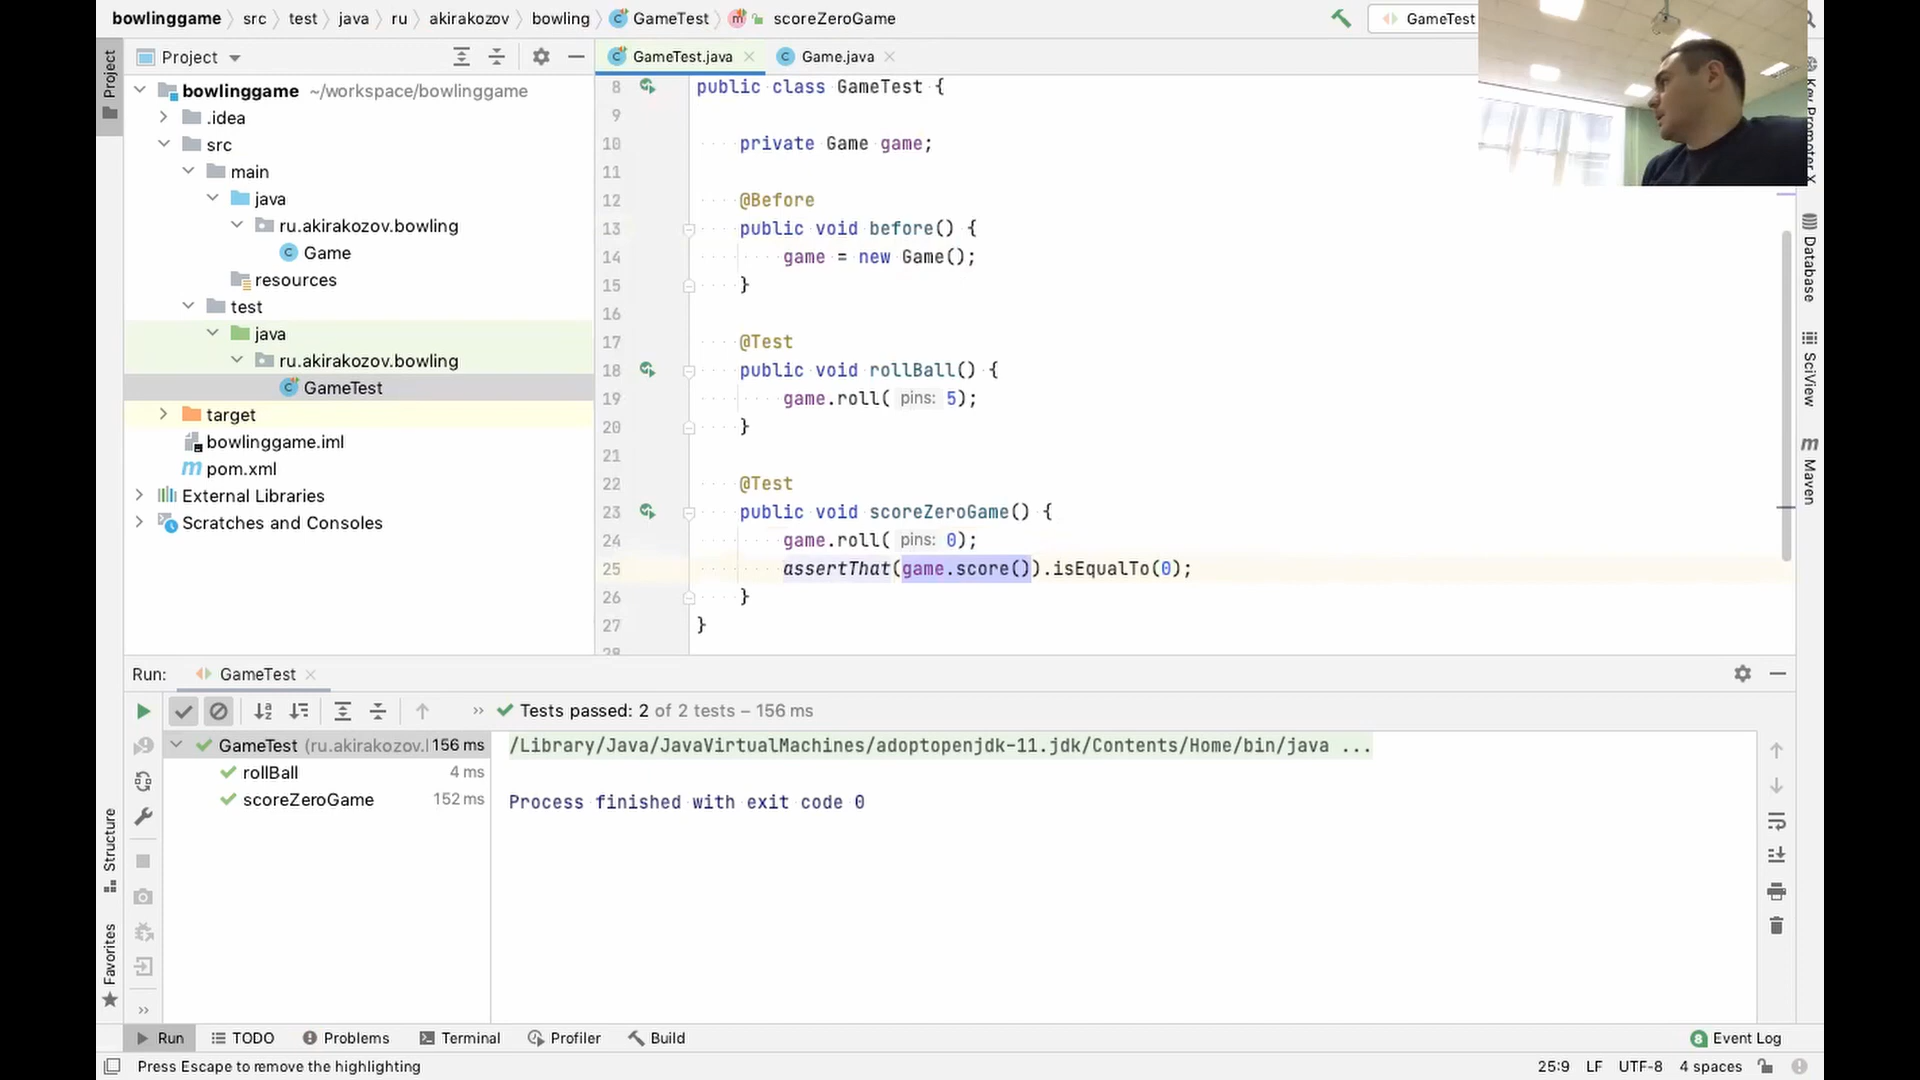 bowlinggame src test java ru akirakozov bowling GameTest scoreZeroGame GameTest
Project GameTest.java Game.java
bowlinggame ~/workspace/bowlinggame
.idea
src
main
java
ru.akirakozov.bowling
Game
resources
test
java
ru.akirakozov.bowling
GameTest
target
bowlinggame.iml
pom.xml
External Libraries
Scratches and Consoles
8 public class GameTest {
9
10 private Game game;
11
12 @Before
13 public void before() {
14 game = new Game();
15 }
16
17 @Test
18 public void rollBall() {
19 game.roll( pins: 5);
20 }
21
22 @Test
23 public void scoreZeroGame() {
24 game.roll( pins: 0);
25 assertThat(game.score()).isEqualTo(0);
26 }
27 }
28
Project
Structure
Favorites
Key Promoter X
Database
SciView
Maven
Run: GameTest
Tests passed: 2 of 2 tests – 156 ms
GameTest (ru.akirakozov.l 156 ms
rollBall 4 ms
scoreZeroGame 152 ms
/Library/Java/JavaVirtualMachines/adoptopenjdk-11.jdk/Contents/Home/bin/java ...
Process finished with exit code 0
Run TODO Problems Terminal Profiler Build 8 Event Log
Press Escape to remove the highlighting 25:9 LF UTF-8 4 spaces